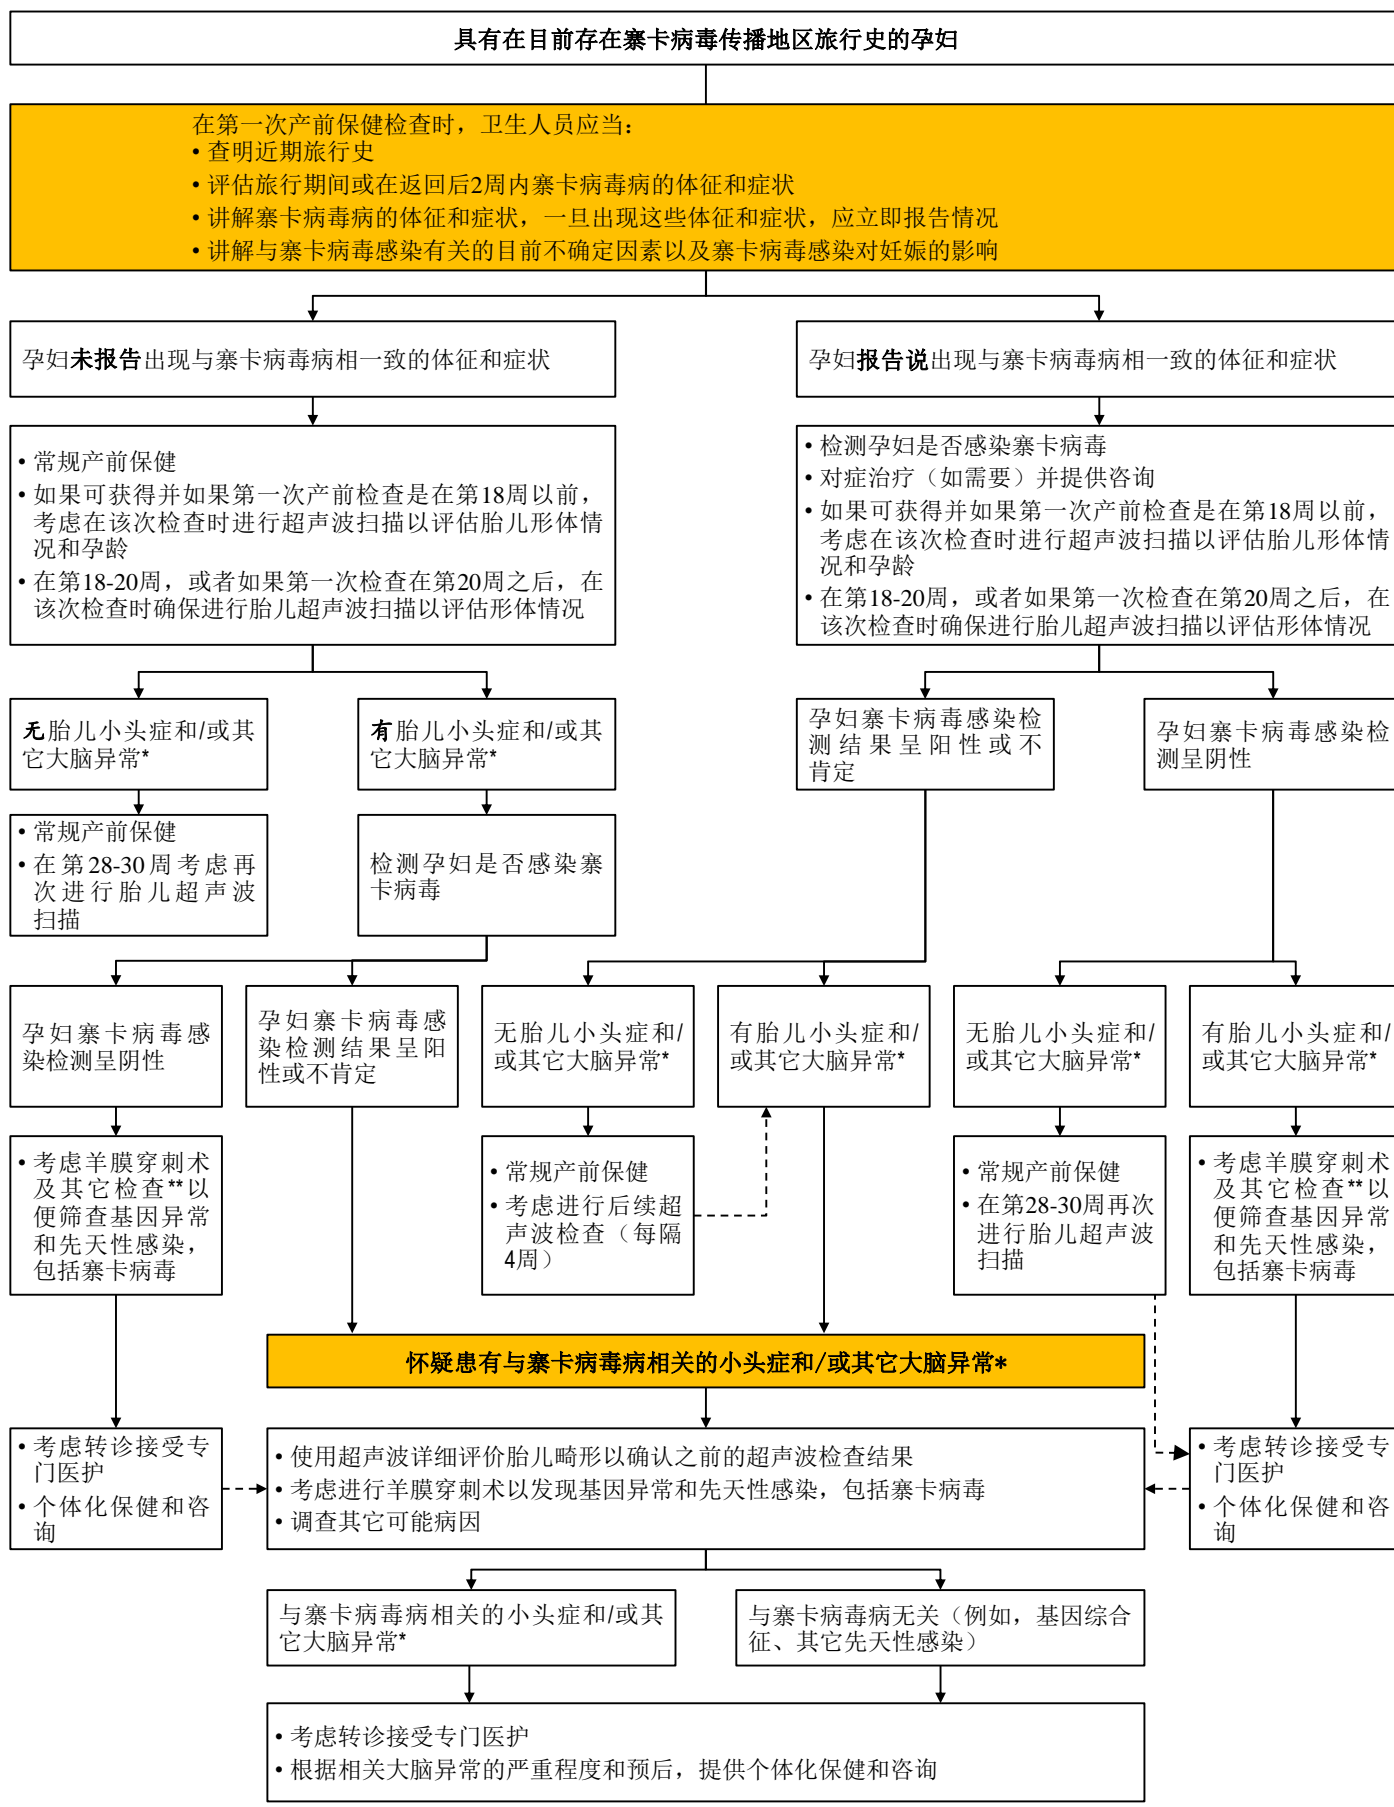 具有在目前存在寨卡病毒传播地区旅行史的孕妇
在第一次产前保健检查时，卫生人员应当：
• 查明近期旅行史
• 评估旅行期间或在返回后2周内寨卡病毒病的体征和症状
• 讲解寨卡病毒病的体征和症状，一旦出现这些体征和症状，应立即报告情况
• 讲解与寨卡病毒感染有关的目前不确定因素以及寨卡病毒感染对妊娠的影响
孕妇未报告出现与寨卡病毒病相一致的体征和症状
孕妇报告说出现与寨卡病毒病相一致的体征和症状
• 常规产前保健
• 如果可获得并如果第一次产前检查是在第18周以前，
考虑在该次检查时进行超声波扫描以评估胎儿形体情
况和孕龄
• 在第18-20周，或者如果第一次检查在第20周之后，在
该次检查时确保进行胎儿超声波扫描以评估形体情况
• 检测孕妇是否感染寨卡病毒
• 对症治疗（如需要）并提供咨询
• 如果可获得并如果第一次产前检查是在第18周以前，
考虑在该次检查时进行超声波扫描以评估胎儿形体情
况和孕龄
• 在第18-20周，或者如果第一次检查在第20周之后，在
该次检查时确保进行胎儿超声波扫描以评估形体情况
无胎儿小头症和/或其
它大脑异常*
有胎儿小头症和/或其
它大脑异常*
孕妇寨卡病毒感染检
测结果呈阳性或不
肯定
孕妇寨卡病毒感染检
测呈阴性
• 常规产前保健
• 在第28-30周考虑再
次进行胎儿超声波
扫描
检测孕妇是否感染寨
卡病毒
孕妇寨卡病毒感
染检测呈阴性
孕妇寨卡病毒感
染检测结果呈阳
性或不肯定
无胎儿小头症和/
或其它大脑异常*
有胎儿小头症和/
或其它大脑异常*
无胎儿小头症和/
或其它大脑异常*
有胎儿小头症和/
或其它大脑异常*
• 考虑羊膜穿刺术
及其它检查**以
便筛查基因异常
和先天性感染，
包括寨卡病毒
• 常规产前保健
• 考虑进行后续超
声波检查（每隔
4周）
• 常规产前保健
• 在第28-30周再次
进行胎儿超声波
扫描
• 考虑羊膜穿刺术
及其它检查**以
便筛查基因异常
和先天性感染，
包括寨卡病毒
怀疑患有与寨卡病毒病相关的小头症和/或其它大脑异常*
• 考虑转诊接受专
门医护
• 个体化保健和咨
询
• 使用超声波详细评价胎儿畸形以确认之前的超声波检查结果
• 考虑进行羊膜穿刺术以发现基因异常和先天性感染，包括寨卡病毒
• 调查其它可能病因
• 考虑转诊接受专
门医护
• 个体化保健和咨
询
与寨卡病毒病相关的小头症和/或其
它大脑异常*
与寨卡病毒病无关（例如，基因综合
征、其它先天性感染）
• 考虑转诊接受专门医护
• 根据相关大脑异常的严重程度和预后，提供个体化保健和咨询